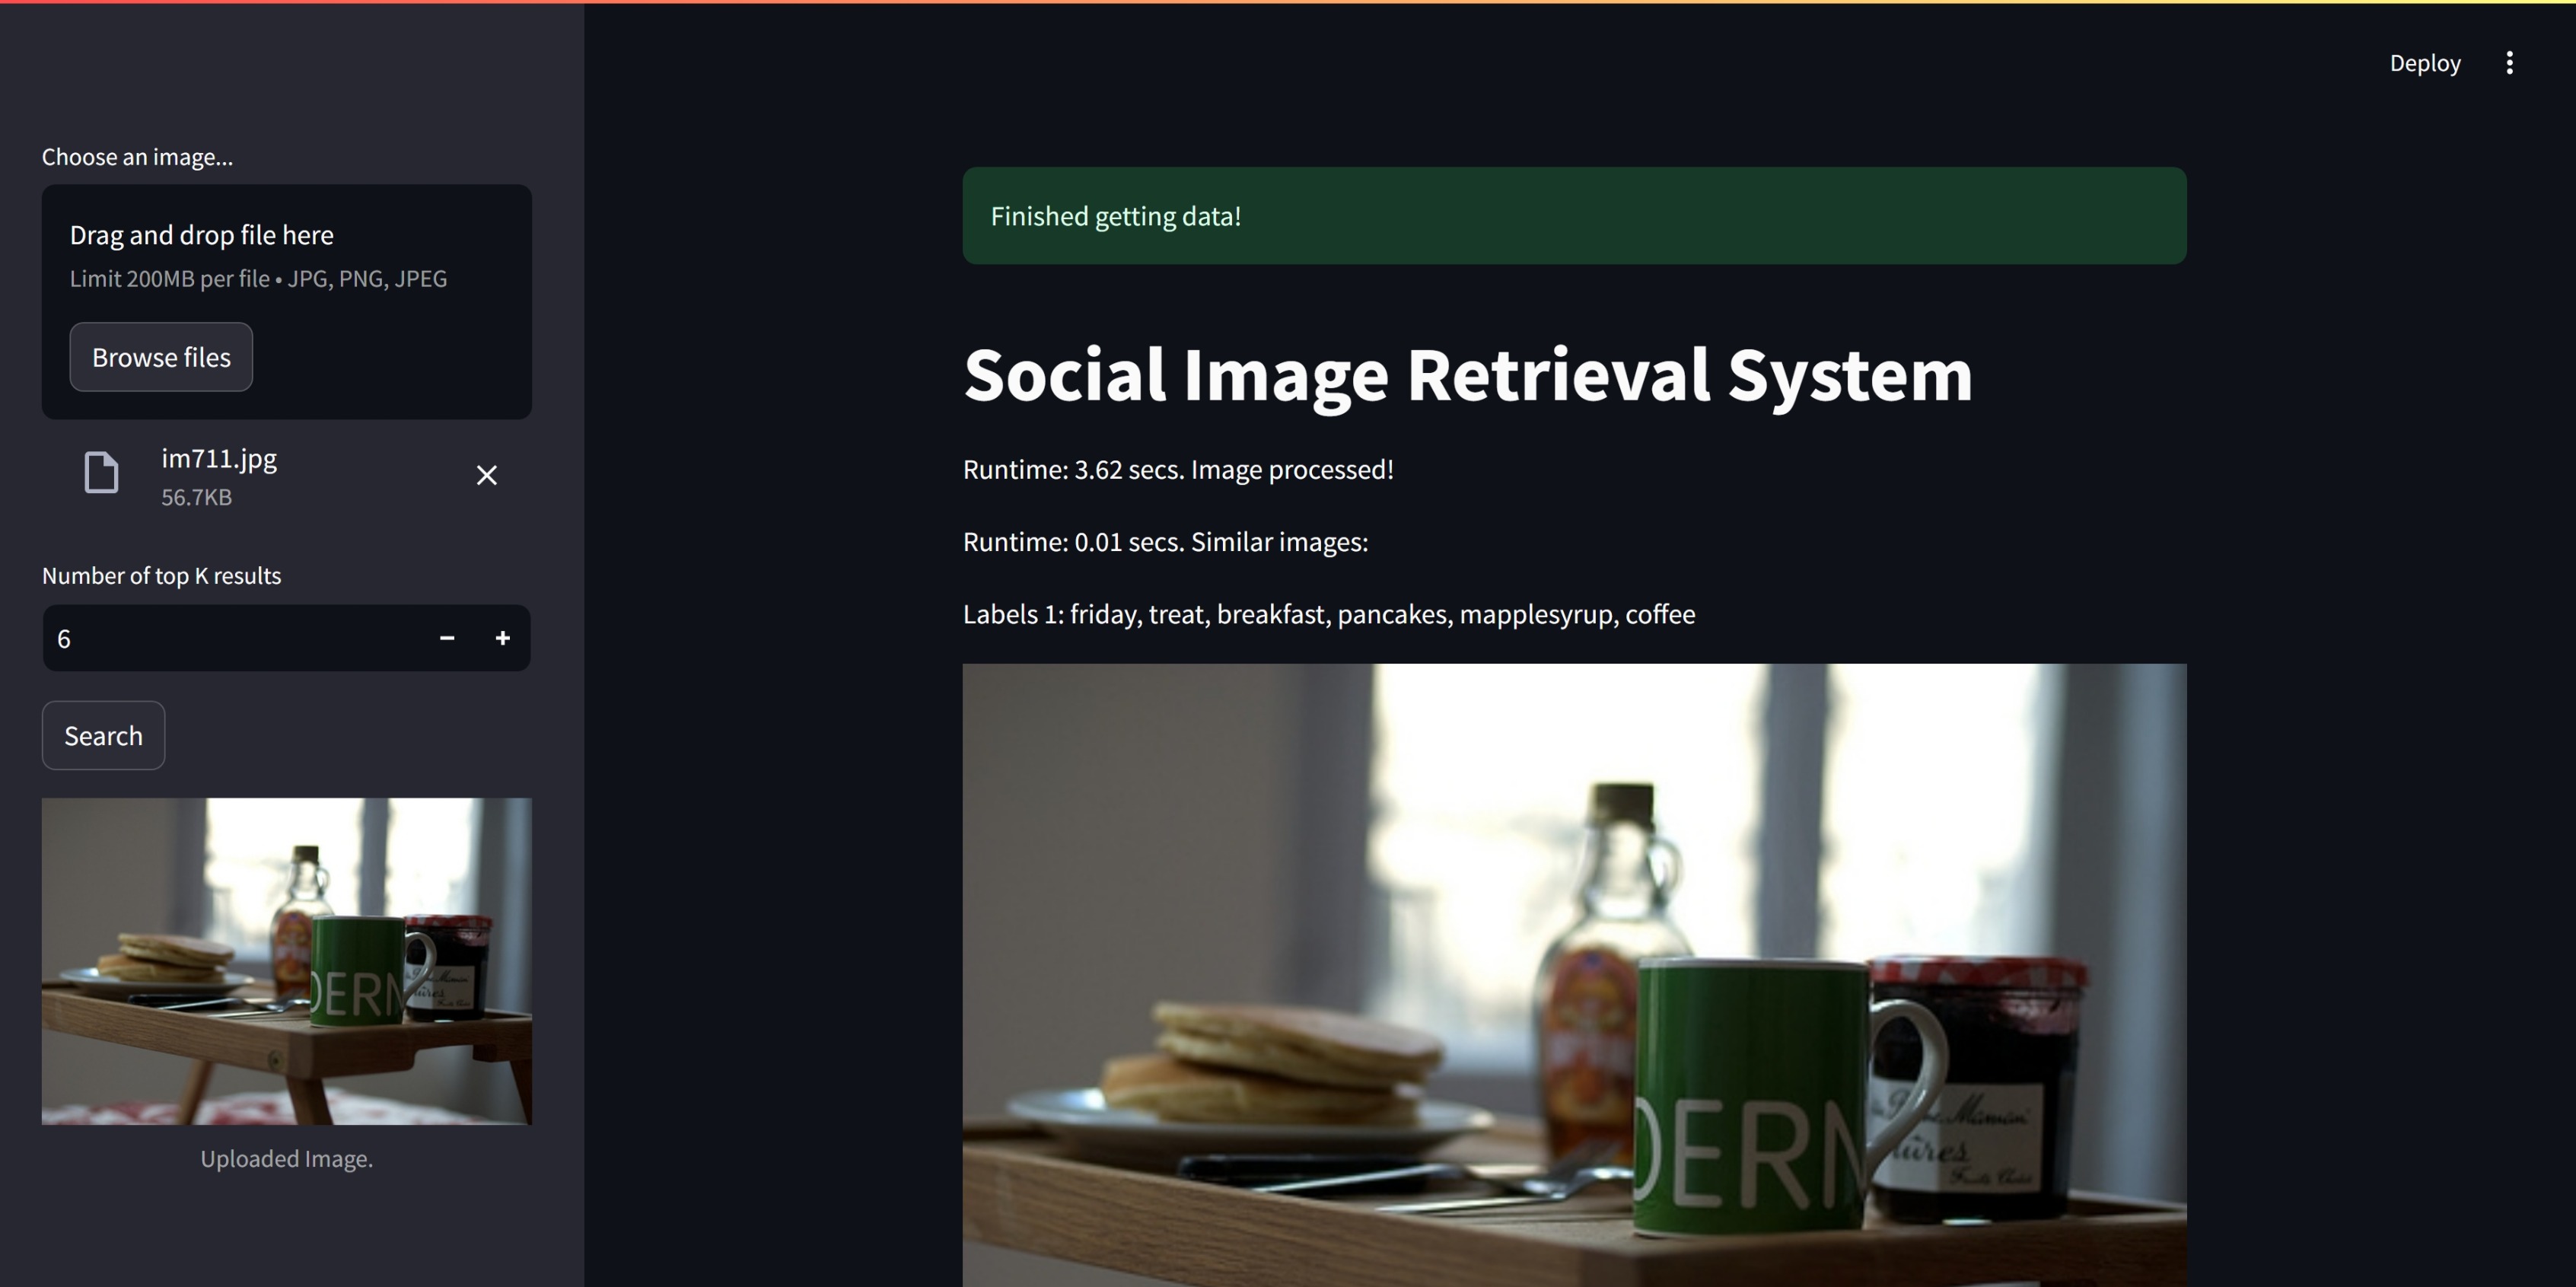 Deploy
Choose an image...
Drag and drop file here
Limit 200MB per file • JPG, PNG, JPEG
Browse files
im711.jpg
56.7KB
Number of top K results
6
Search
DERN
Uploaded Image.
Finished getting data!
Social Image Retrieval System
Runtime: 3.62 secs. Image processed!
Runtime: 0.01 secs. Similar images:
Labels 1: friday, treat, breakfast, pancakes, mapplesyrup, coffee
DERN
Maman